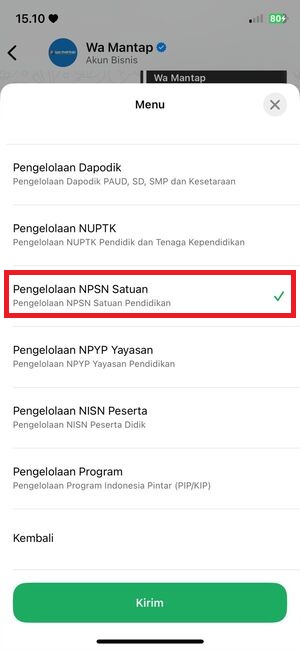 15.10
80
Wa Mantap
Wa Mantap
Akun Bisnis
Wa Mantap
Menu
Pengelolaan Dapodik
Pengelolaan Dapodik PAUD, SD, SMP dan Kesetaraan
Pengelolaan NUPTK
Pengelolaan NUPTK Pendidik dan Tenaga Kependidikan
Pengelolaan NPSN Satuan
Pengelolaan NPSN Satuan Pendidikan
Pengelolaan NPYP Yayasan
Pengelolaan NPYP Yayasan Pendidikan
Pengelolaan NISN Peserta
Pengelolaan NISN Peserta Didik
Pengelolaan Program
Pengelolaan Program Indonesia Pintar (PIP/KIP)
Kembali
Kirim